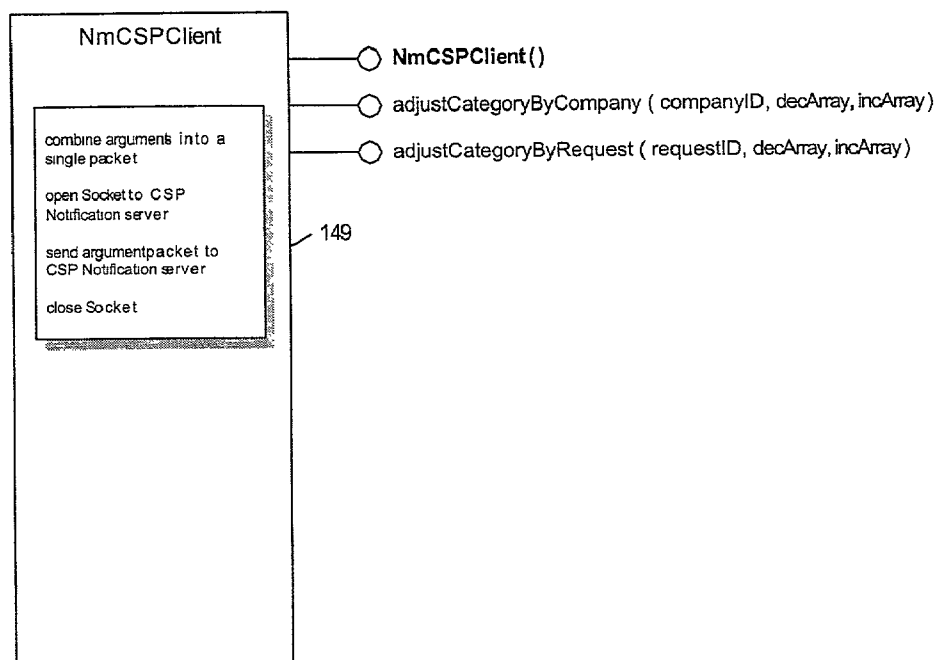 NmCSPClient
NmCSPClient()
adjustCategoryByCompany ( companyID, decArray, incArray)
adjustCategoryByRequest ( requestID, decArray, incArray)
combine arguments into a
single packet
open Socket to CSP
Notification server
send argumentpacket to
CSP Notification server
close Socket
149